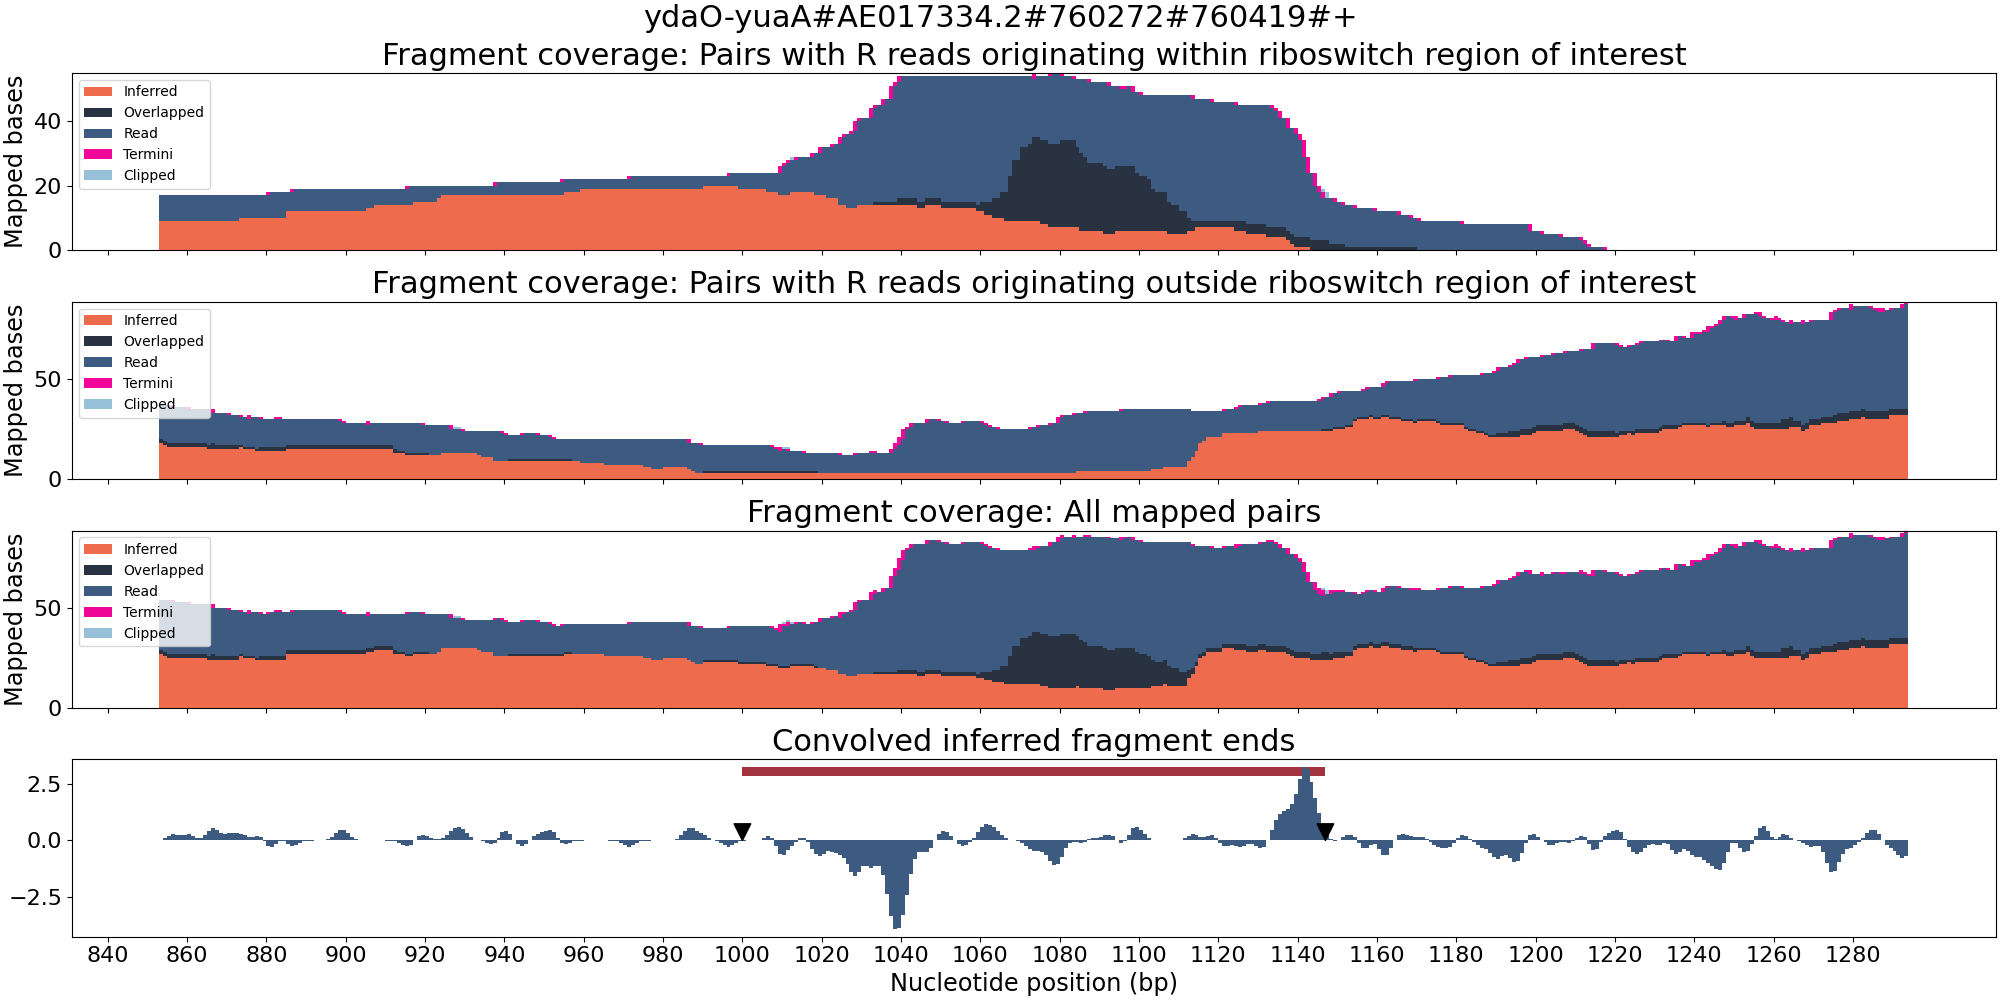 ydaO-yuaA#AE017334.2#760272#760419#+
Fragment coverage: Pairs with R reads originating within riboswitch region of interest
Mapped bases
40
20
0
Inferred
Overlapped
Read
Termini
Clipped
Fragment coverage: Pairs with R reads originating outside riboswitch region of interest
Mapped bases
50
0
Inferred
Overlapped
Read
Termini
Clipped
Fragment coverage: All mapped pairs
Mapped bases
50
0
Inferred
Overlapped
Read
Termini
Clipped
Convolved inferred fragment ends
2.5
0.0
−2.5
840 860 880 900 920 940 960 980 1000 1020 1040 1060 1080 1100 1120 1140 1160 1180 1200 1220 1240 1260 1280
Nucleotide position (bp)